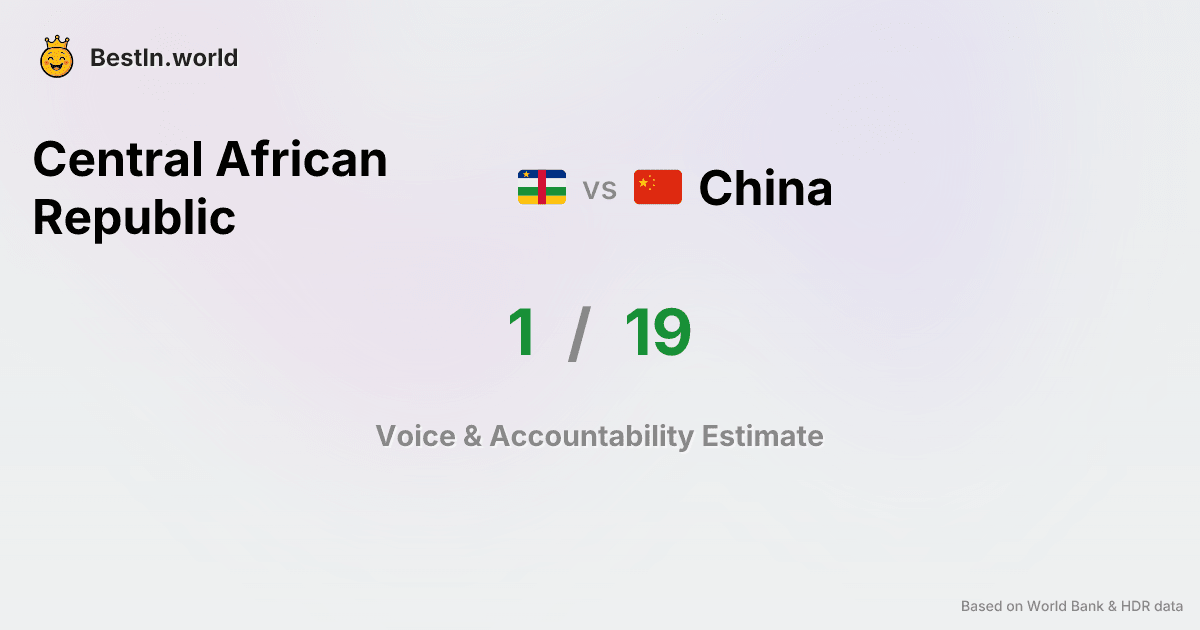 BestIn.world
Central African
Republic
vs
China
1 / 19
Voice & Accountability Estimate
Based on World Bank & HDR data